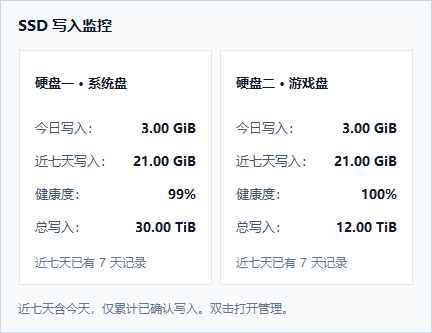 SSD 写入监控
硬盘一 • 系统盘
今日写入： 3.00 GiB
近七天写入： 21.00 GiB
健康度： 99%
总写入： 30.00 TiB
近七天已有 7 天记录
硬盘二 • 游戏盘
今日写入： 3.00 GiB
近七天写入： 21.00 GiB
健康度： 100%
总写入： 12.00 TiB
近七天已有 7 天记录
近七天含今天，仅累计已确认写入。双击打开管理。